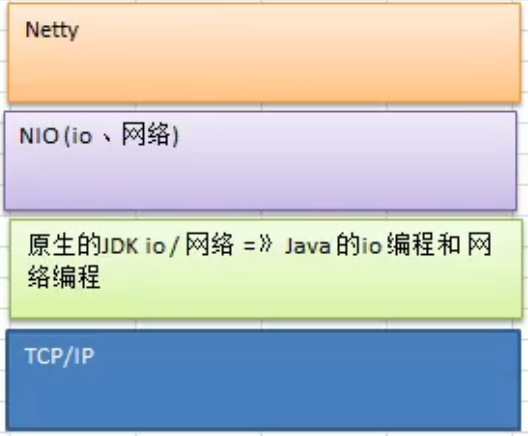 Netty
NIO (io 、网络)
原生的JDK io / 网络 =》 Java 的io 编程和 网
络编程
TCP/IP